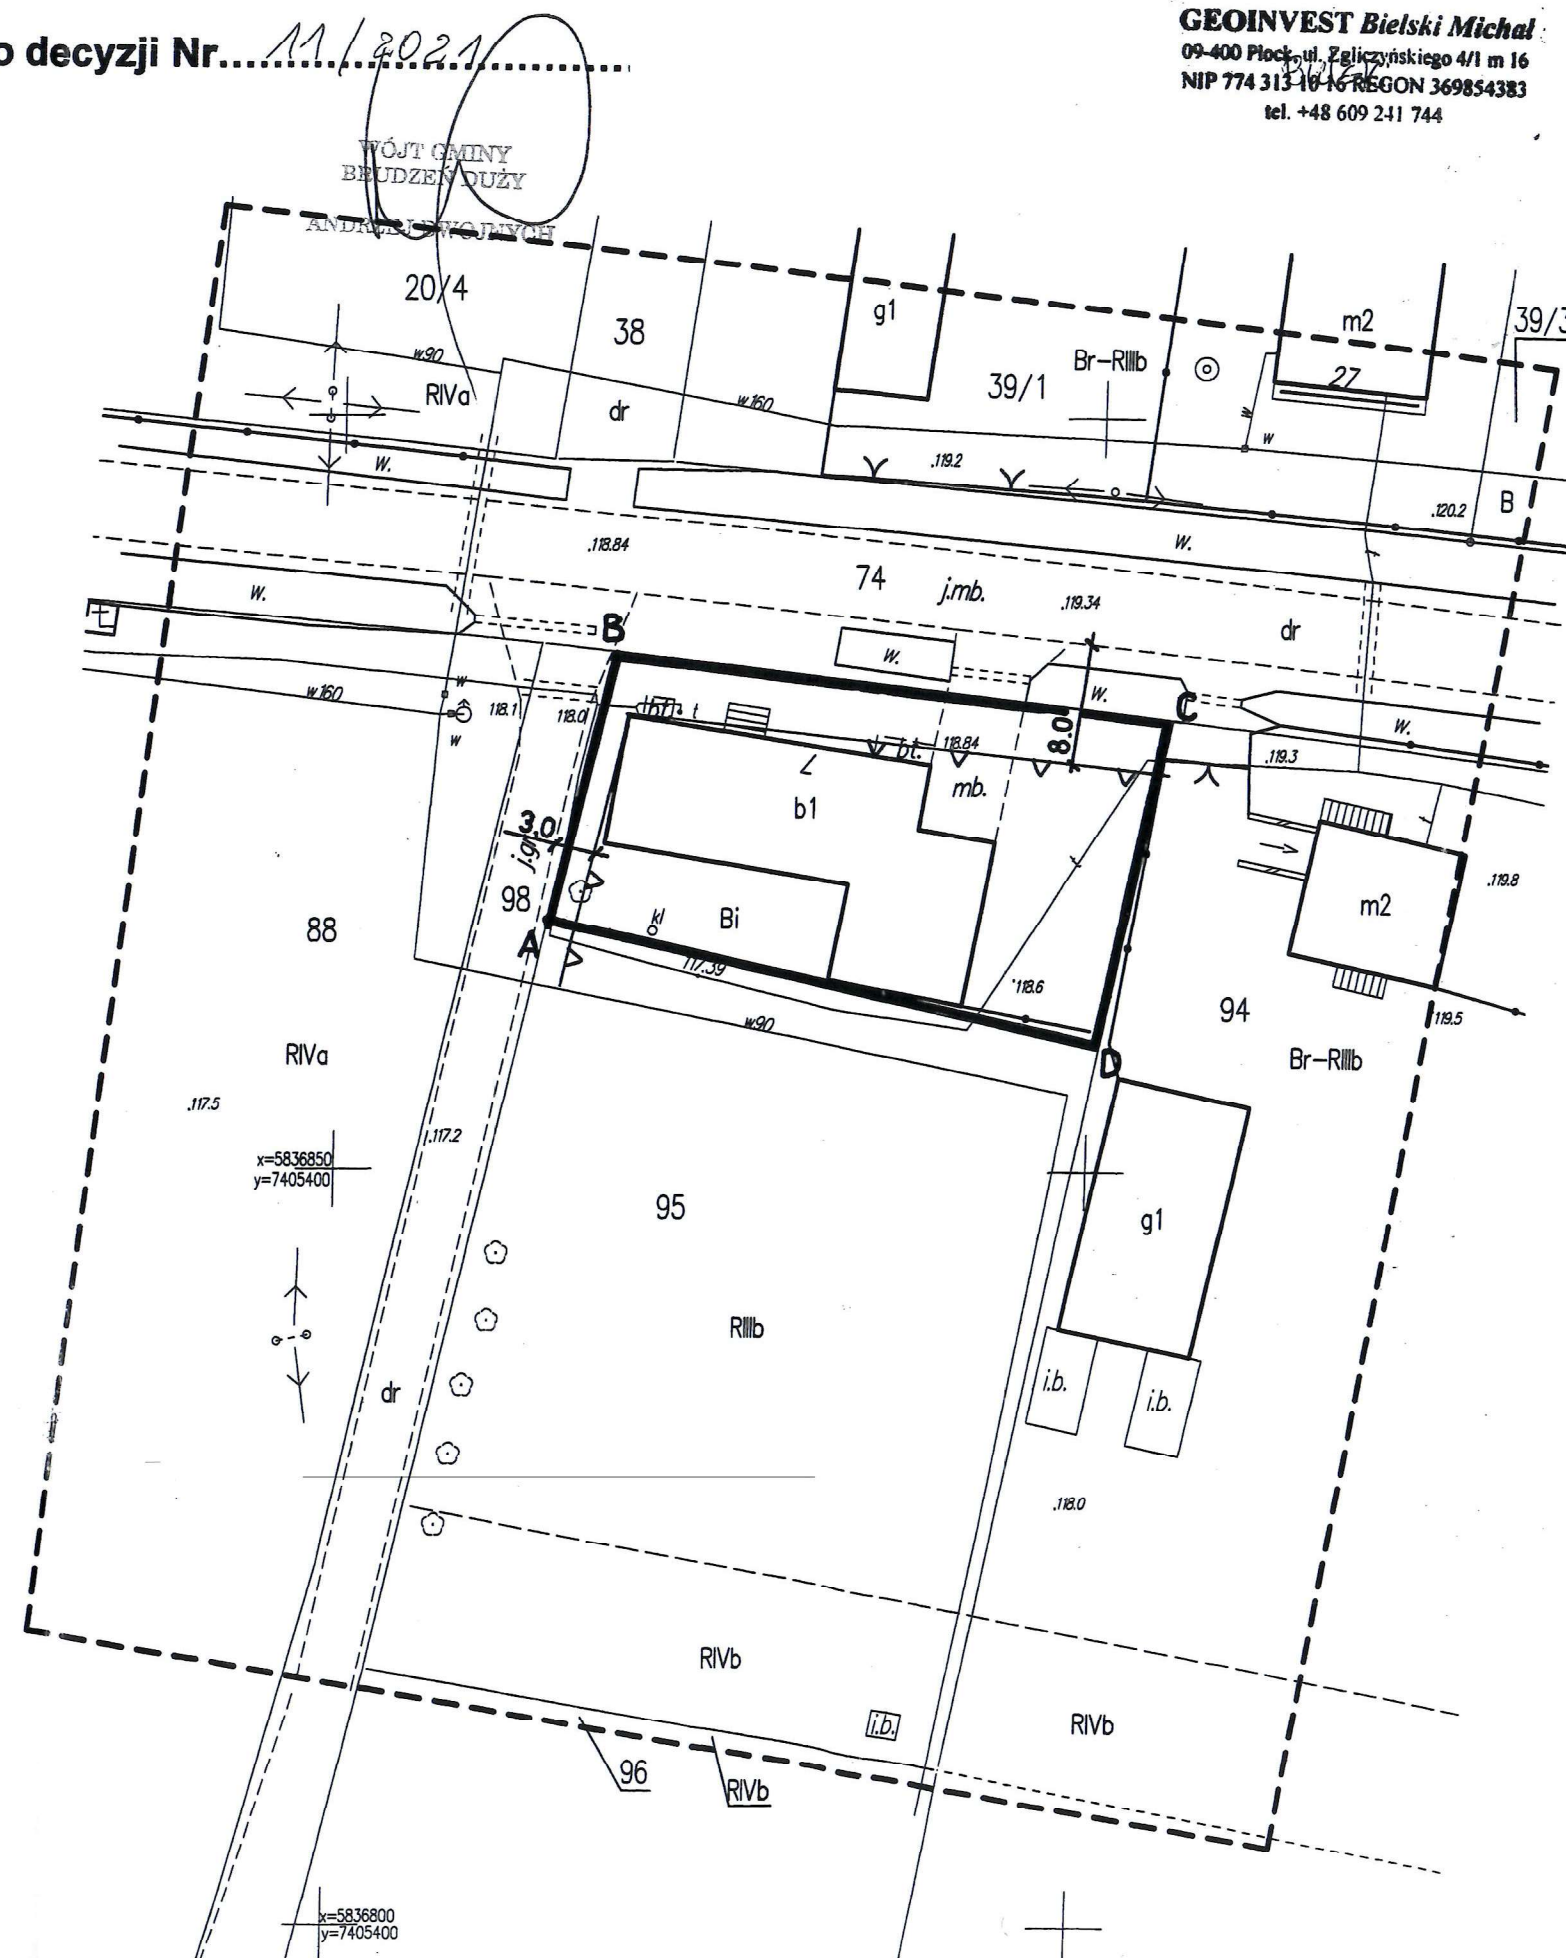 o decyzji Nr 11/2021
GEOINVEST Bielski Michał
09-400 Płock, ul. Zgliczyńskiego 4/1 m 16
NIP 774 313 10 16 REGON 369854383
tel. +48 609 241 744
WÓJT GMINY
BRUDZEŃ DUŻY
ANDRZEJ DWOJNYCH
20/4
38
g1
m2
39/3
w90
RIVa
dr
w160
39/1
Br-RIIIb
27
w
w
.119.2
w.
.120.2
B
.118.84
w.
74
j.mb.
.119.34
dr
w.
B
w.
w160
w
118.1
118.0
bt.
t
w.
C
8.0
w.
w
bt.
118.84
.119.3
mb.
b1
3,0
j.gr.
t
t
m2
.119.8
88
98
A
kl
Bi
117.39
118.6
94
119.5
w90
D
RIVa
Br-RIIIb
.117.5
.117.2
x=5836850
y=7405400
95
g1
RIIIb
dr
i.b.
i.b.
.118.0
RIVb
i.b.
RIVb
96
RIVb
x=5836800
y=7405400